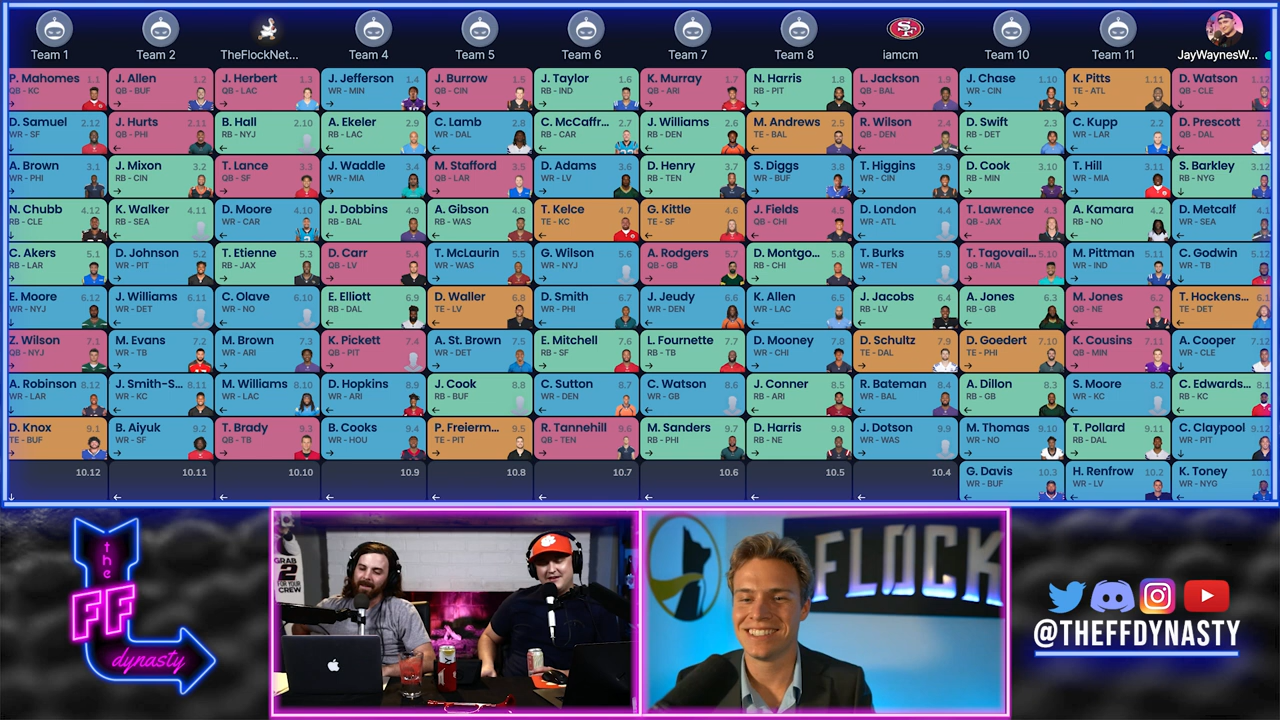 Team 1
Team 2
TheFlockNet...
Team 4
Team 5
Team 6
Team 7
Team 8
iamcm
Team 10
Team 11
JayWaynesW...
P. Mahomes 1.1
QB - KC
J. Allen 1.2
QB - BUF
J. Herbert 1.3
QB - LAC
J. Jefferson 1.4
WR - MIN
J. Burrow 1.5
QB - CIN
J. Taylor 1.6
RB - IND
K. Murray 1.7
QB - ARI
N. Harris 1.8
RB - PIT
L. Jackson 1.9
QB - BAL
J. Chase 1.10
WR - CIN
K. Pitts 1.11
TE - ATL
D. Watson 1.12
QB - CLE
D. Samuel 2.12
WR - SF
J. Hurts 2.11
QB - PHI
B. Hall 2.10
RB - NYJ
A. Ekeler 2.9
RB - LAC
C. Lamb 2.8
WR - DAL
C. McCaffr... 2.7
RB - CAR
J. Williams 2.6
RB - DEN
M. Andrews 2.5
TE - BAL
R. Wilson 2.4
QB - DEN
D. Swift 2.3
RB - DET
C. Kupp 2.2
WR - LAR
D. Prescott 2.1
QB - DAL
A. Brown 3.1
WR - PHI
J. Mixon 3.2
RB - CIN
T. Lance 3.3
QB - SF
J. Waddle 3.4
WR - MIA
M. Stafford 3.5
QB - LAR
D. Adams 3.6
WR - LV
D. Henry 3.7
RB - TEN
S. Diggs 3.8
WR - BUF
T. Higgins 3.9
WR - CIN
D. Cook 3.10
RB - MIN
T. Hill 3.11
WR - MIA
S. Barkley 3.12
RB - NYG
N. Chubb 4.12
RB - CLE
K. Walker 4.11
RB - SEA
D. Moore 4.10
WR - CAR
J. Dobbins 4.9
RB - BAL
A. Gibson 4.8
RB - WAS
T. Kelce 4.7
TE - KC
G. Kittle 4.6
TE - SF
J. Fields 4.5
QB - CHI
D. London 4.4
WR - ATL
T. Lawrence 4.3
QB - JAX
A. Kamara 4.2
RB - NO
D. Metcalf 4.1
WR - SEA
C. Akers 5.1
RB - LAR
D. Johnson 5.2
WR - PIT
T. Etienne 5.3
RB - JAX
D. Carr 5.4
QB - LV
T. McLaurin 5.5
WR - WAS
G. Wilson 5.6
WR - NYJ
A. Rodgers 5.7
QB - GB
D. Montgo... 5.8
RB - CHI
T. Burks 5.9
WR - TEN
T. Tagovail... 5.10
QB - MIA
M. Pittman 5.11
WR - IND
C. Godwin 5.12
WR - TB
E. Moore 6.12
WR - NYJ
J. Williams 6.11
WR - DET
C. Olave 6.10
WR - NO
E. Elliott 6.9
RB - DAL
D. Waller 6.8
TE - LV
D. Smith 6.7
WR - PHI
J. Jeudy 6.6
WR - DEN
K. Allen 6.5
WR - LAC
J. Jacobs 6.4
RB - LV
A. Jones 6.3
RB - GB
M. Jones 6.2
QB - NE
T. Hockens... 6.1
TE - DET
Z. Wilson 7.1
QB - NYJ
M. Evans 7.2
WR - TB
M. Brown 7.3
WR - ARI
K. Pickett 7.4
QB - PIT
A. St. Brown 7.5
WR - DET
E. Mitchell 7.6
RB - SF
L. Fournette 7.7
RB - TB
D. Mooney 7.8
WR - CHI
D. Schultz 7.9
TE - DAL
D. Goedert 7.10
TE - PHI
K. Cousins 7.11
QB - MIN
A. Cooper 7.12
WR - CLE
A. Robinson 8.12
WR - LAR
J. Smith-S... 8.11
WR - KC
M. Williams 8.10
WR - LAC
D. Hopkins 8.9
WR - ARI
J. Cook 8.8
RB - BUF
C. Sutton 8.7
WR - DEN
C. Watson 8.6
WR - GB
J. Conner 8.5
RB - ARI
R. Bateman 8.4
WR - BAL
A. Dillon 8.3
RB - GB
S. Moore 8.2
WR - KC
C. Edwards... 8.1
RB - KC
D. Knox 9.1
TE - BUF
B. Aiyuk 9.2
WR - SF
T. Brady 9.3
QB - TB
B. Cooks 9.4
WR - HOU
P. Freierm... 9.5
TE - PIT
R. Tannehill 9.6
QB - TEN
M. Sanders 9.7
RB - PHI
D. Harris 9.8
RB - NE
J. Dotson 9.9
WR - WAS
M. Thomas 9.10
WR - NO
T. Pollard 9.11
RB - DAL
C. Claypool 9.12
WR - PIT
10.12
10.11
10.10
10.9
10.8
10.7
10.6
10.5
10.4
G. Davis 10.3
WR - BUF
H. Renfrow 10.2
WR - LV
K. Toney 10.1
WR - NYG
the
FF
dynasty
GRAB
2
FOR YOUR
CREW
FLOCK
@THEFFDYNASTY